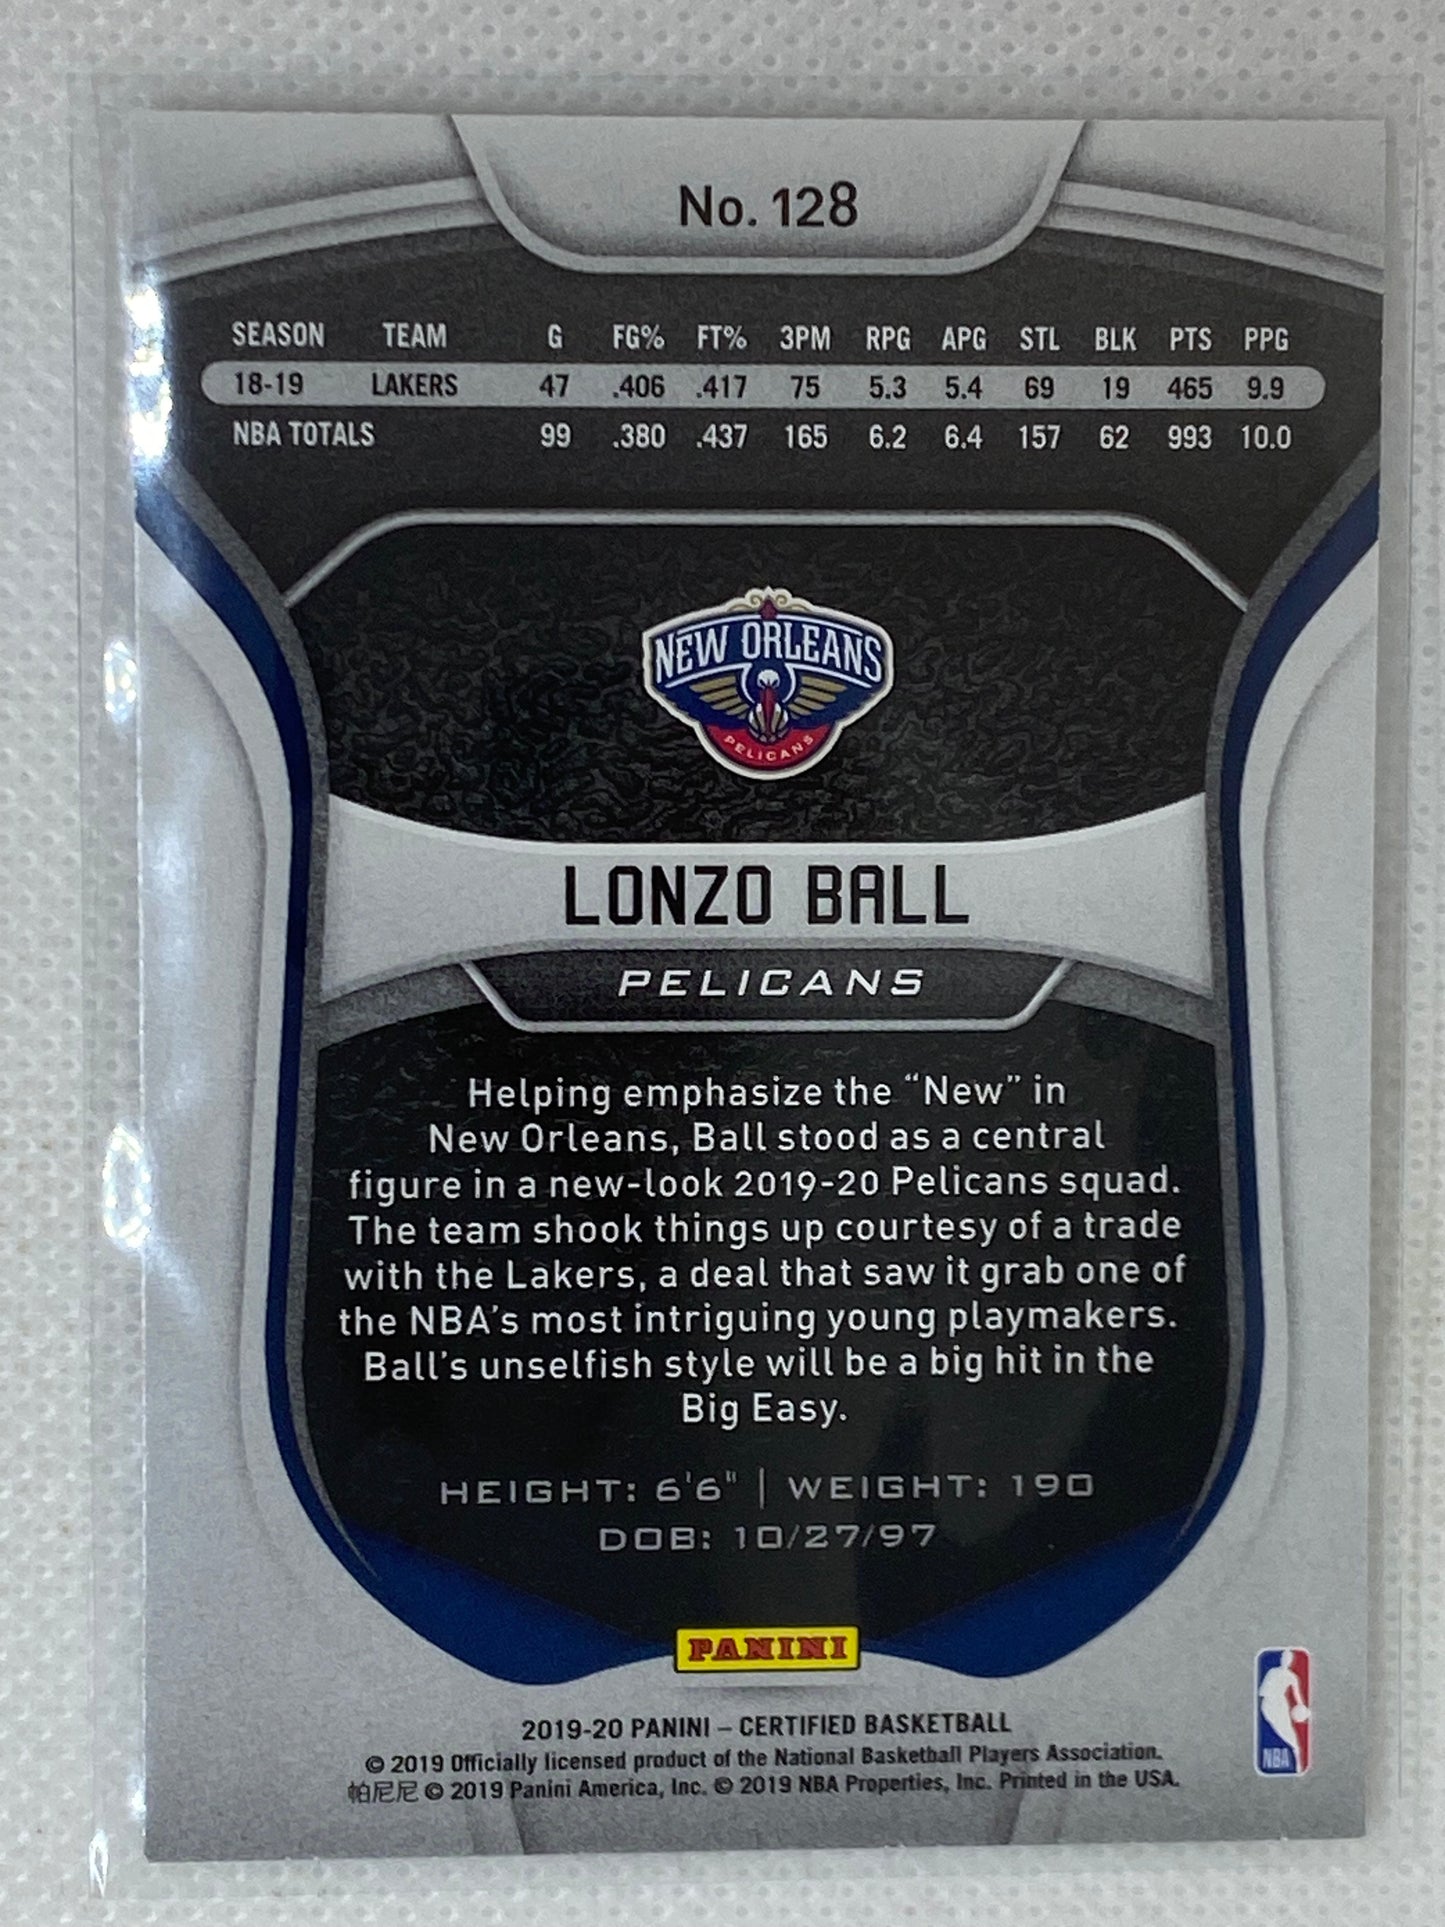 No. 128
SEASON TEAM G FG% FT% 3PM RPG APG STL BLK PTS PPG
18-19 LAKERS 47 .406 .417 75 5.3 5.4 69 19 465 9.9
NBA TOTALS 99 .380 .437 165 6.2 6.4 157 62 993 10.0
NEW ORLEANS
PELICANS
LONZO BALL
PELICANS
Helping emphasize the “New” in
New Orleans, Ball stood as a central
figure in a new-look 2019-20 Pelicans squad.
The team shook things up courtesy of a trade
with the Lakers, a deal that saw it grab one of
the NBA’s most intriguing young playmakers.
Ball’s unselfish style will be a big hit in the
Big Easy.
HEIGHT: 6'6" | WEIGHT: 190
DOB: 10/27/97
PANINI
2019-20 PANINI – CERTIFIED BASKETBALL
© 2019 Officially licensed product of the National Basketball Players Association.
帕尼尼 © 2019 Panini America, Inc. © 2019 NBA Properties, Inc. Printed in the USA.
NBA